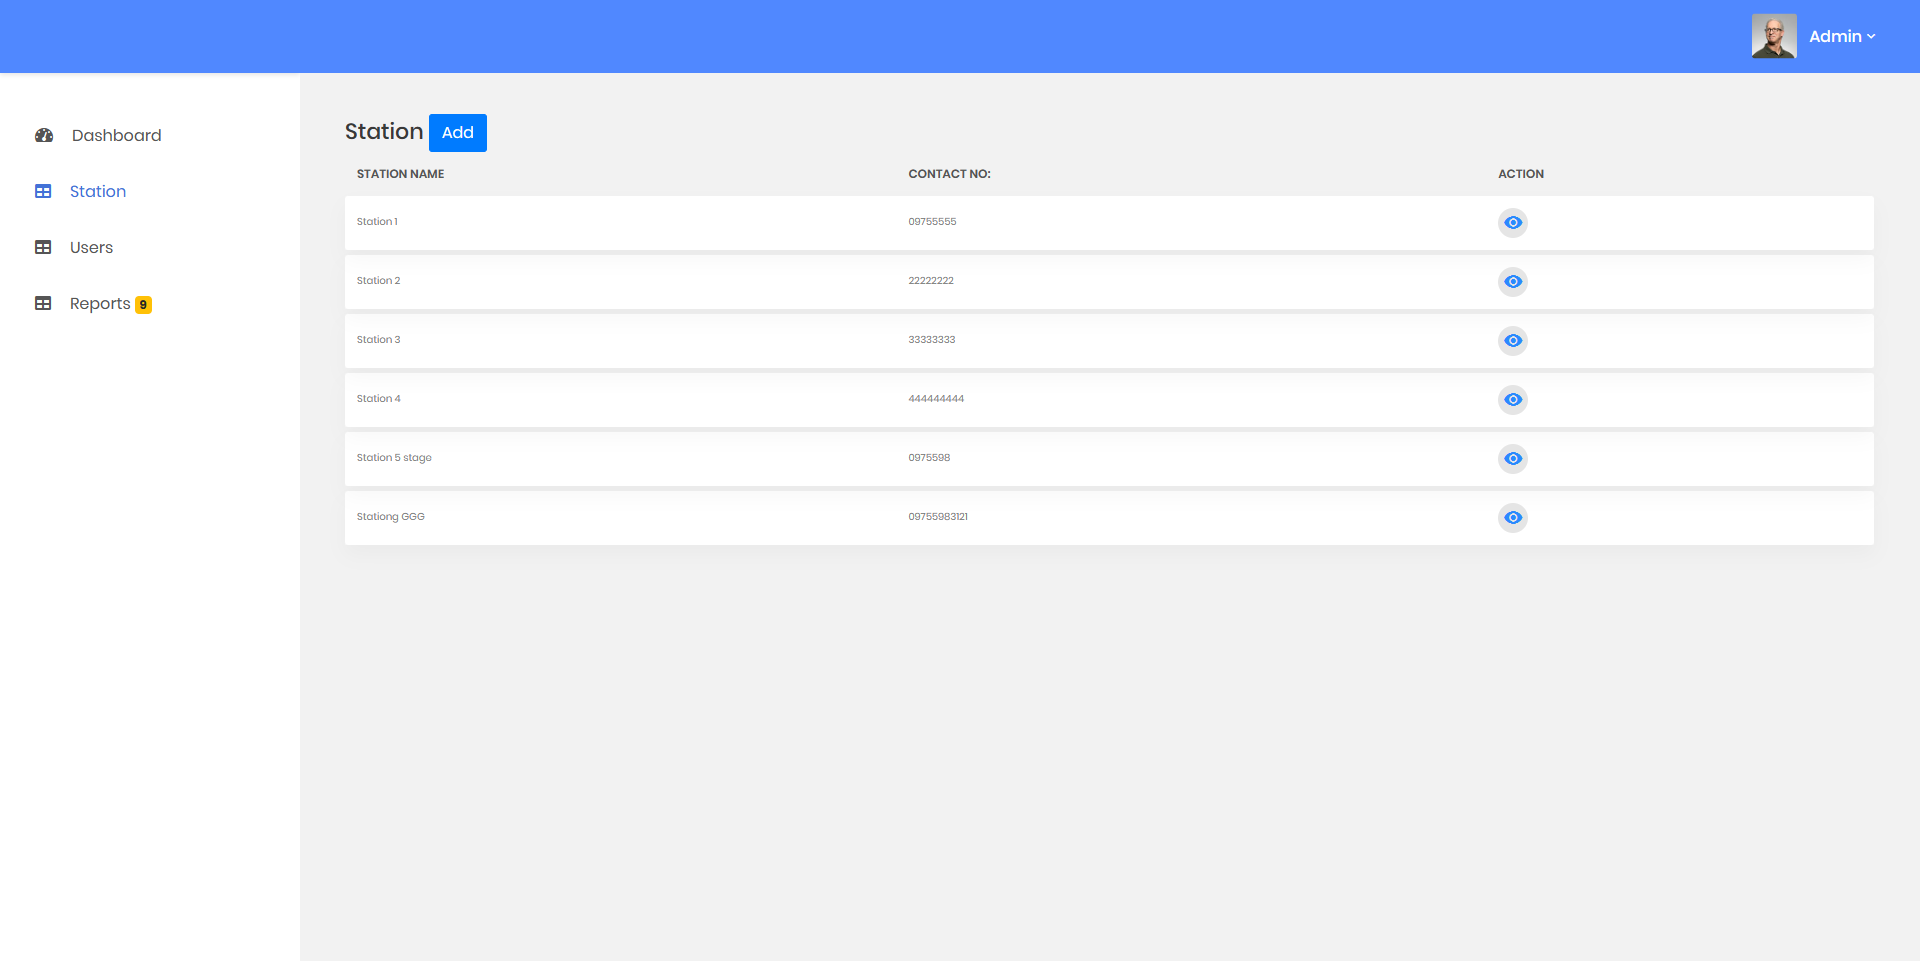 Admin
Dashboard
Station
Users
Reports 9
Station Add
STATION NAME CONTACT NO: ACTION
Station 1 09755555
Station 2 22222222
Station 3 33333333
Station 4 444444444
Station 5 stage 0975598
Stationg GGG 09755983121